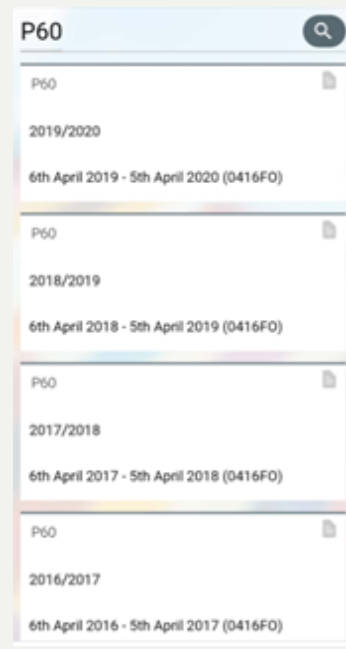 P60
P60
2019/2020
6th April 2019 - 5th April 2020 (0416FO)
P60
2018/2019
6th April 2018 - 5th April 2019 (0416FO)
P60
2017/2018
6th April 2017 - 5th April 2018 (0416FO)
P60
2016/2017
6th April 2016 - 5th April 2017 (0416FO)